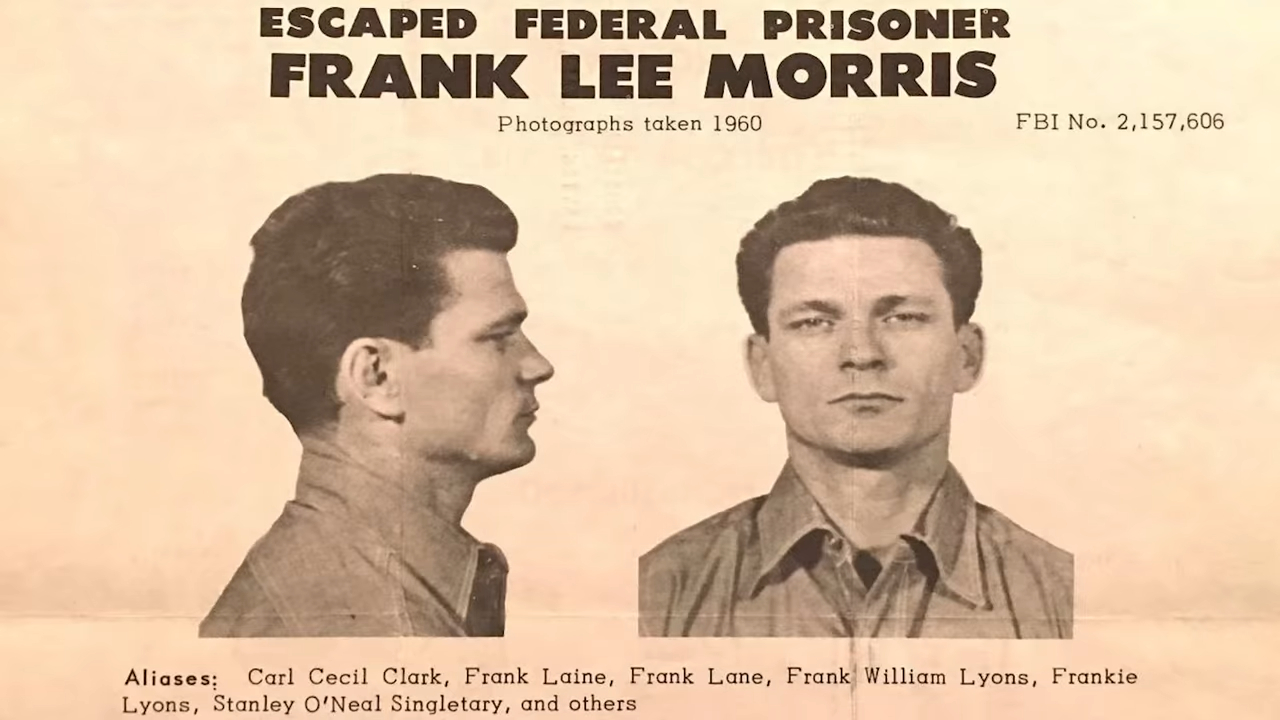 ESCAPED FEDERAL PRISONER
FRANK LEE MORRIS
Photographs taken 1960
FBI No. 2,157,606
Aliases: Carl Cecil Clark, Frank Laine, Frank Lane, Frank William Lyons, Frankie
Lyons, Stanley O'Neal Singletary, and others